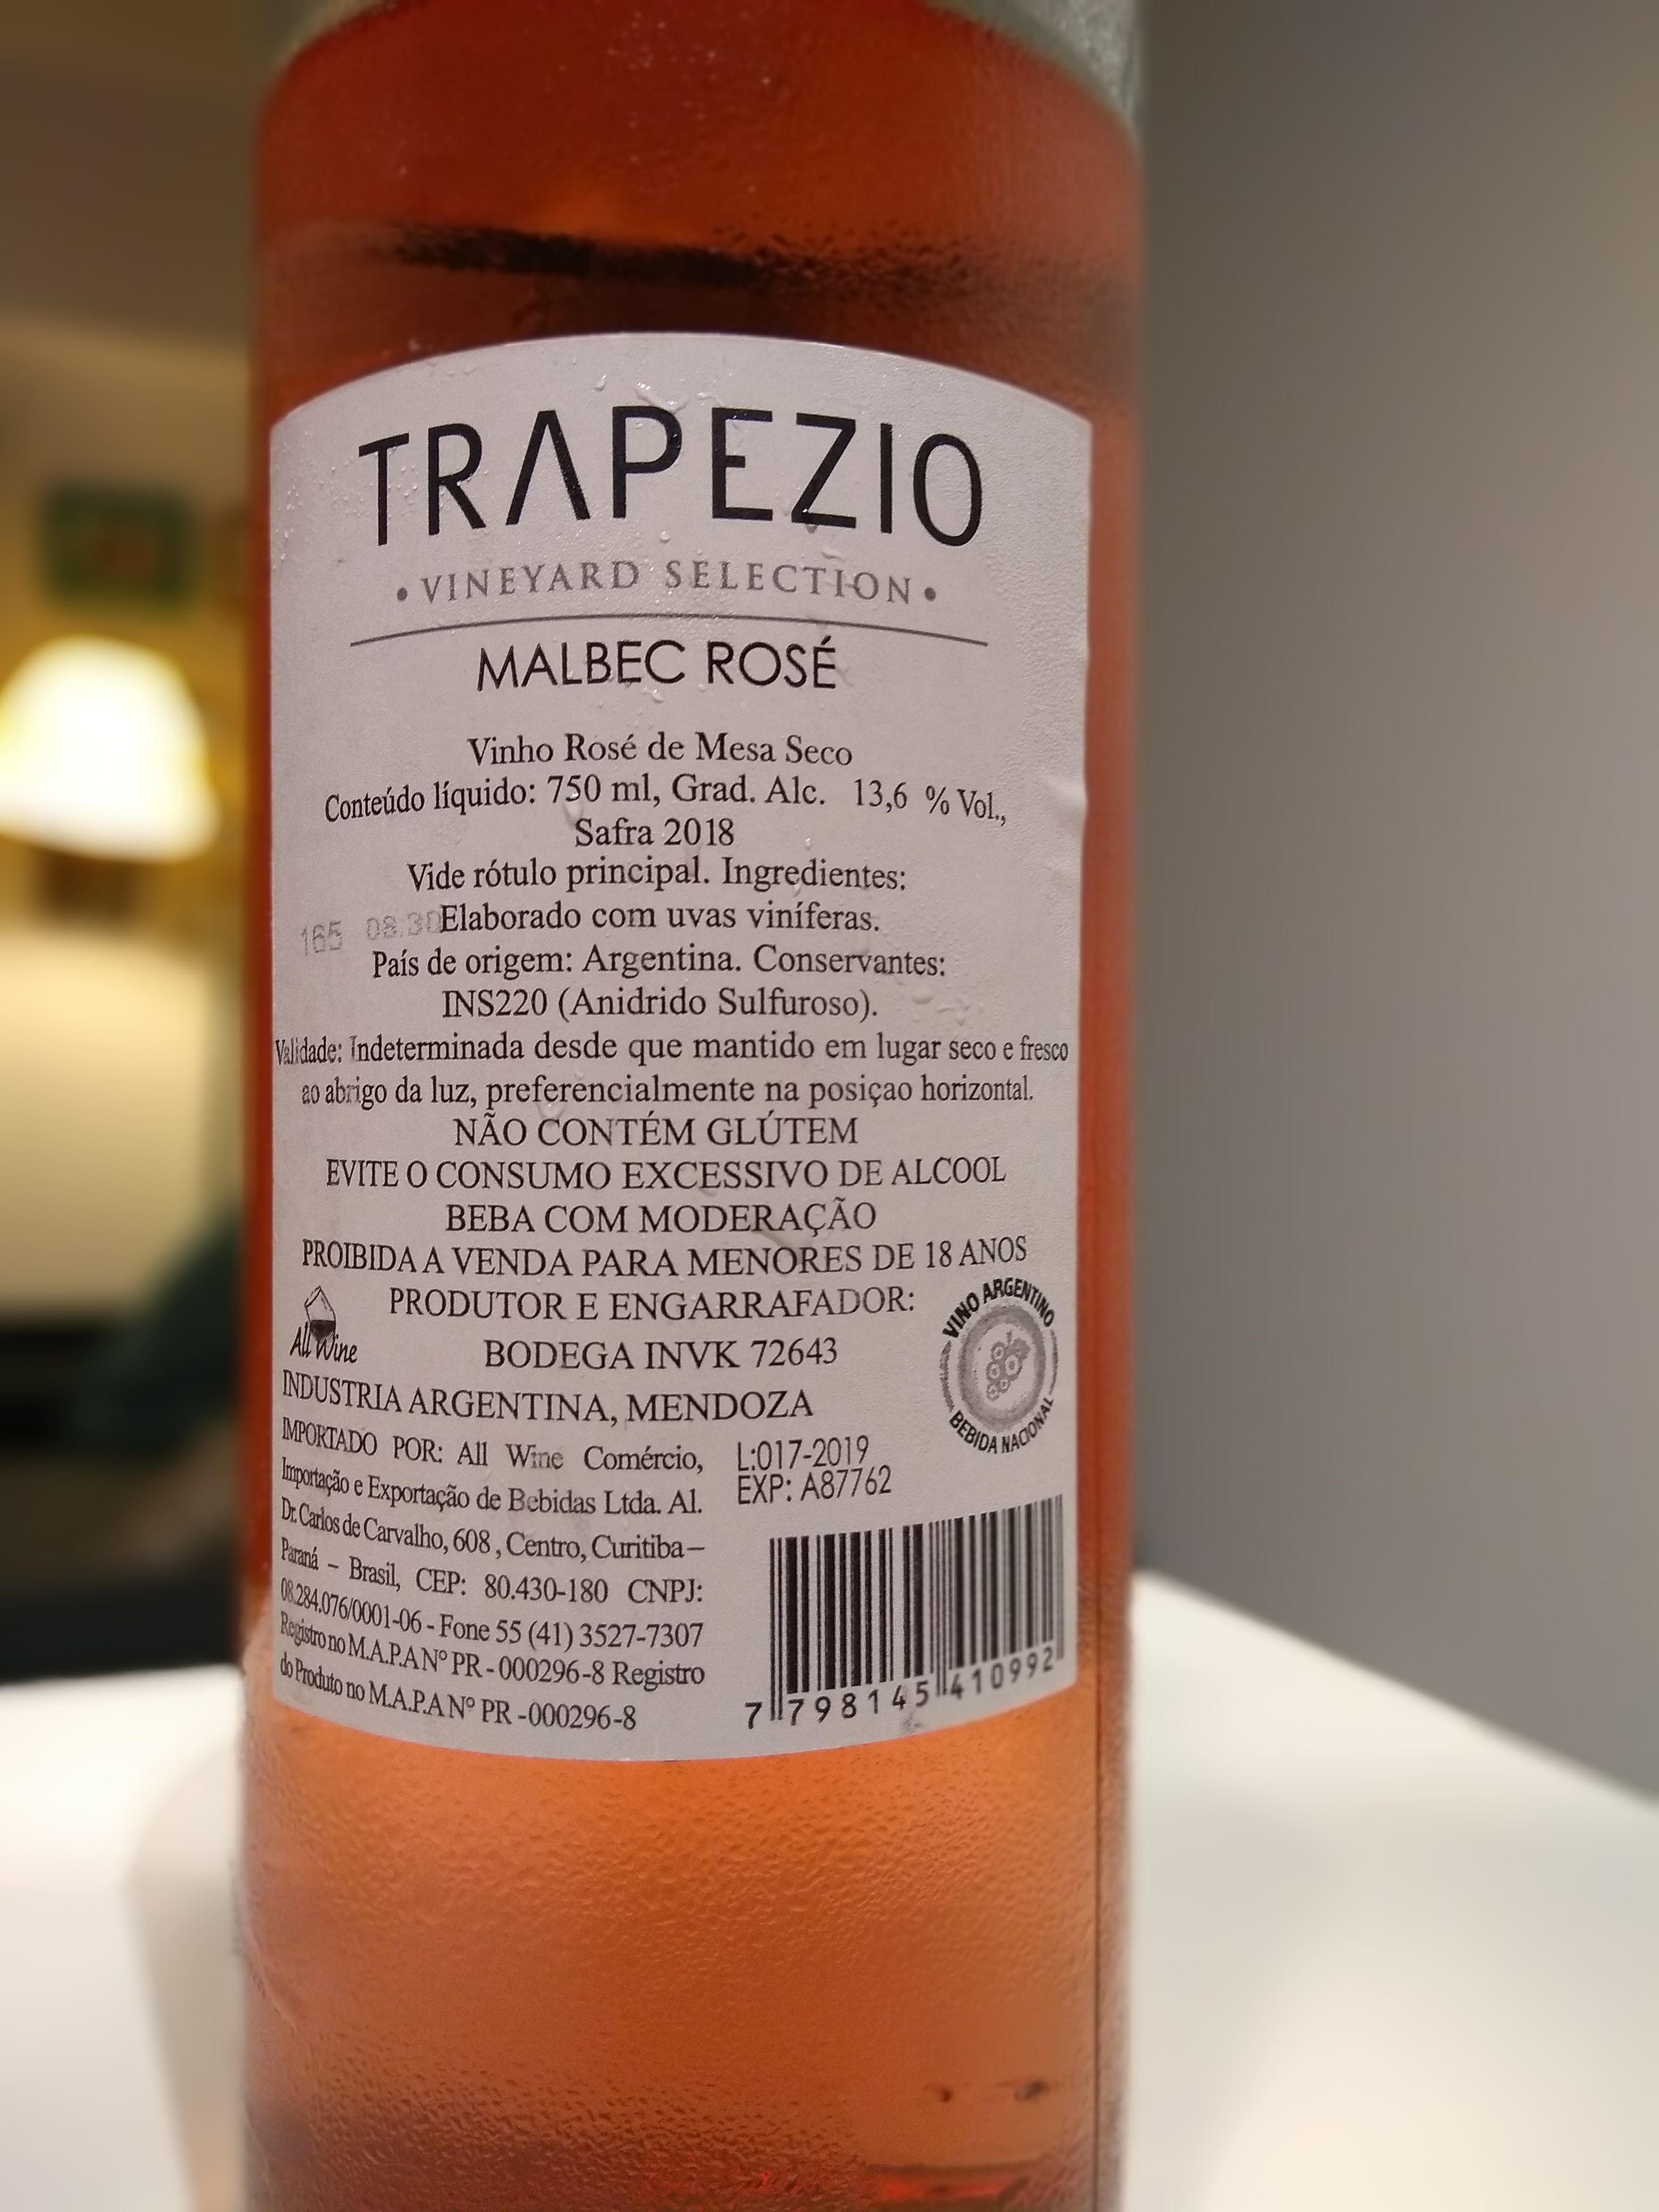 TRAPEZIO
• VINEYARD SELECTION •
MALBEC ROSÉ
Vinho Rosé de Mesa Seco
Conteúdo líquido: 750 ml, Grad. Alc. 13,6 % Vol.,
Safra 2018
Vide rótulo principal. Ingredientes:
165 08.30 Elaborado com uvas viníferas.
País de origem: Argentina. Conservantes:
INS220 (Anidrido Sulfuroso).
Validade: Indeterminada desde que mantido em lugar seco e fresco
ao abrigo da luz, preferencialmente na posiçao horizontal.
NÃO CONTÉM GLÚTEM
EVITE O CONSUMO EXCESSIVO DE ALCOOL
BEBA COM MODERAÇÃO
PROIBIDA A VENDA PARA MENORES DE 18 ANOS
PRODUTOR E ENGARRAFADOR:
BODEGA INVK 72643
INDUSTRIA ARGENTINA, MENDOZA
All Wine
VINO ARGENTINO
BEBIDA NACIONAL
IMPORTADO POR: All Wine Comércio,
Importação e Exportação de Bebidas Ltda. Al.
Dr. Carlos de Carvalho, 608 , Centro, Curitiba –
Paraná – Brasil, CEP: 80.430-180 CNPJ:
08.284.076/0001-06 - Fone 55 (41) 3527-7307
Registro no M.A.P.A Nº PR - 000296-8 Registro
do Produto no M.A.P.A Nº PR -000296-8
L:017-2019
EXP: A87762
7 798145 410992